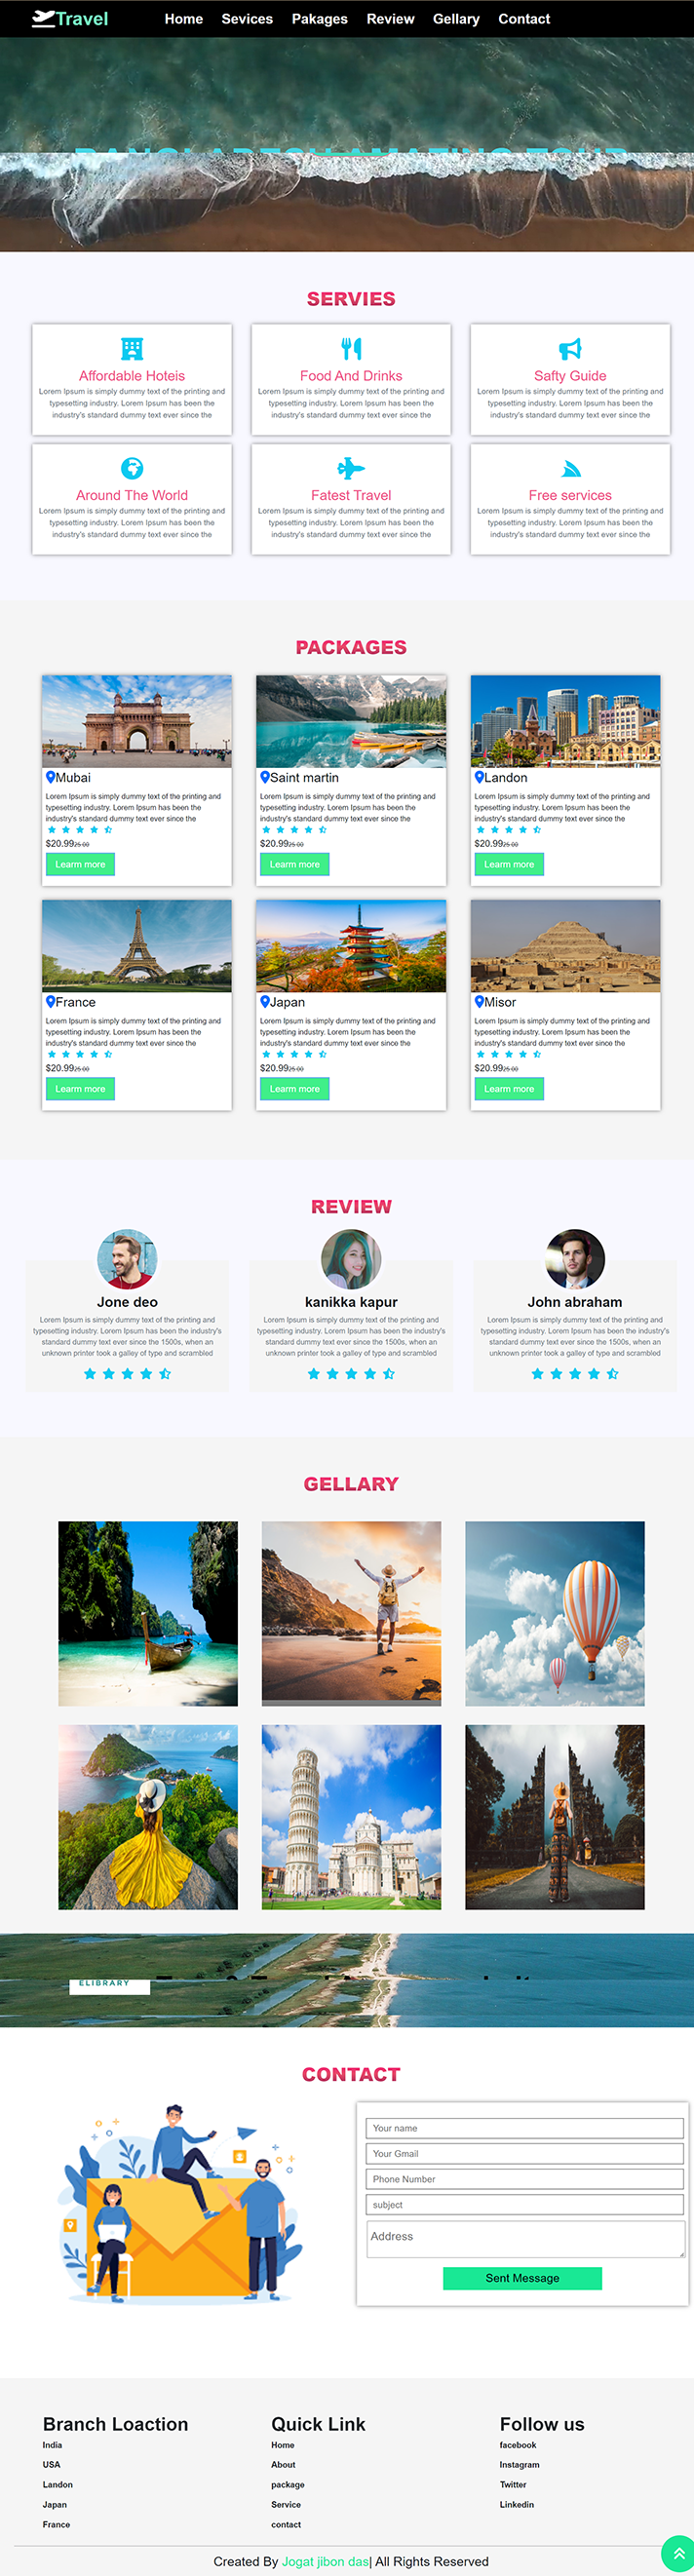 Travel Home Sevices Pakages Review Gellary Contact
BANGLADESH AMAZING TOUR
SERVIES
Affordable Hoteis
Lorem Ipsum is simply dummy text of the printing and
typesetting industry. Lorem Ipsum has been the
industry's standard dummy text ever since the
Food And Drinks
Lorem Ipsum is simply dummy text of the printing and
typesetting industry. Lorem Ipsum has been the
industry's standard dummy text ever since the
Safty Guide
Lorem Ipsum is simply dummy text of the printing and
typesetting industry. Lorem Ipsum has been the
industry's standard dummy text ever since the
Around The World
Lorem Ipsum is simply dummy text of the printing and
typesetting industry. Lorem Ipsum has been the
industry's standard dummy text ever since the
Fatest Travel
Lorem Ipsum is simply dummy text of the printing and
typesetting industry. Lorem Ipsum has been the
industry's standard dummy text ever since the
Free services
Lorem Ipsum is simply dummy text of the printing and
typesetting industry. Lorem Ipsum has been the
industry's standard dummy text ever since the
PACKAGES
Mubai
Lorem Ipsum is simply dummy text of the printing and
typesetting industry. Lorem Ipsum has been the
industry's standard dummy text ever since the
$20.99 25.00
Learm more
Saint martin
Lorem Ipsum is simply dummy text of the printing and
typesetting industry. Lorem Ipsum has been the
industry's standard dummy text ever since the
$20.99 25.00
Learm more
Landon
Lorem Ipsum is simply dummy text of the printing and
typesetting industry. Lorem Ipsum has been the
industry's standard dummy text ever since the
$20.99 25.00
Learm more
France
Lorem Ipsum is simply dummy text of the printing and
typesetting industry. Lorem Ipsum has been the
industry's standard dummy text ever since the
$20.99 25.00
Learm more
Japan
Lorem Ipsum is simply dummy text of the printing and
typesetting industry. Lorem Ipsum has been the
industry's standard dummy text ever since the
$20.99 25.00
Learm more
Misor
Lorem Ipsum is simply dummy text of the printing and
typesetting industry. Lorem Ipsum has been the
industry's standard dummy text ever since the
$20.99 25.00
Learm more
REVIEW
Jone deo
Lorem Ipsum is simply dummy text of the printing and
typesetting industry. Lorem Ipsum has been the industry's
standard dummy text ever since the 1500s, when an
unknown printer took a galley of type and scrambled
kanikka kapur
Lorem Ipsum is simply dummy text of the printing and
typesetting industry. Lorem Ipsum has been the industry's
standard dummy text ever since the 1500s, when an
unknown printer took a galley of type and scrambled
John abraham
Lorem Ipsum is simply dummy text of the printing and
typesetting industry. Lorem Ipsum has been the industry's
standard dummy text ever since the 1500s, when an
unknown printer took a galley of type and scrambled
GELLARY
ELIBRARY
CONTACT
Your name
Your Gmail
Phone Number
subject
Address
Sent Message
Branch Loaction
India
USA
Landon
Japan
France
Quick Link
Home
About
package
Service
contact
Follow us
facebook
Instagram
Twitter
Linkedin
Created By Jogat jibon das| All Rights Reserved